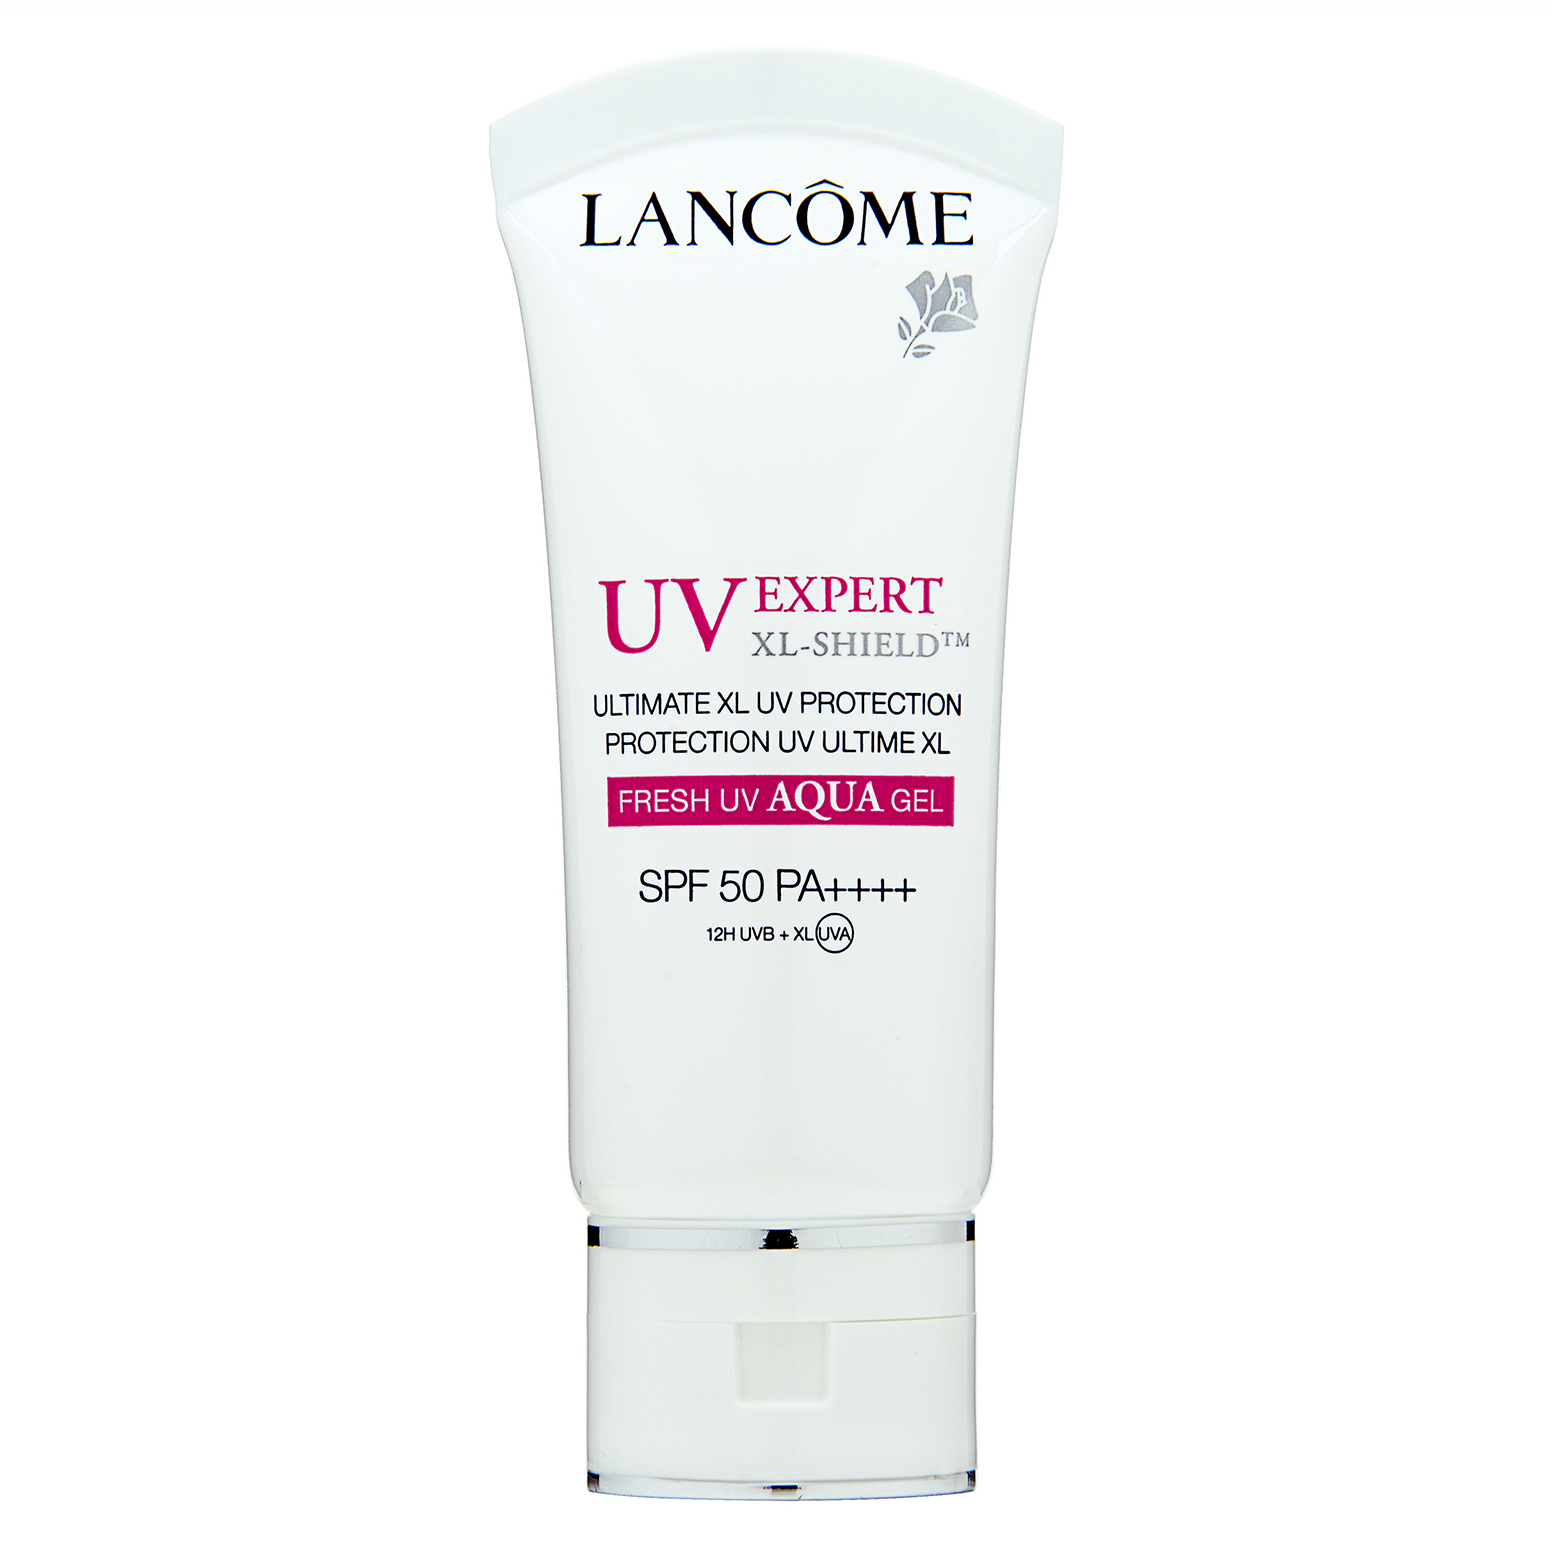 LANCÔME
UV EXPERT
XL-SHIELD™
ULTIMATE XL UV PROTECTION
PROTECTION UV ULTIME XL
FRESH UV AQUA GEL
SPF 50 PA++++
12H UVB + XL UVA